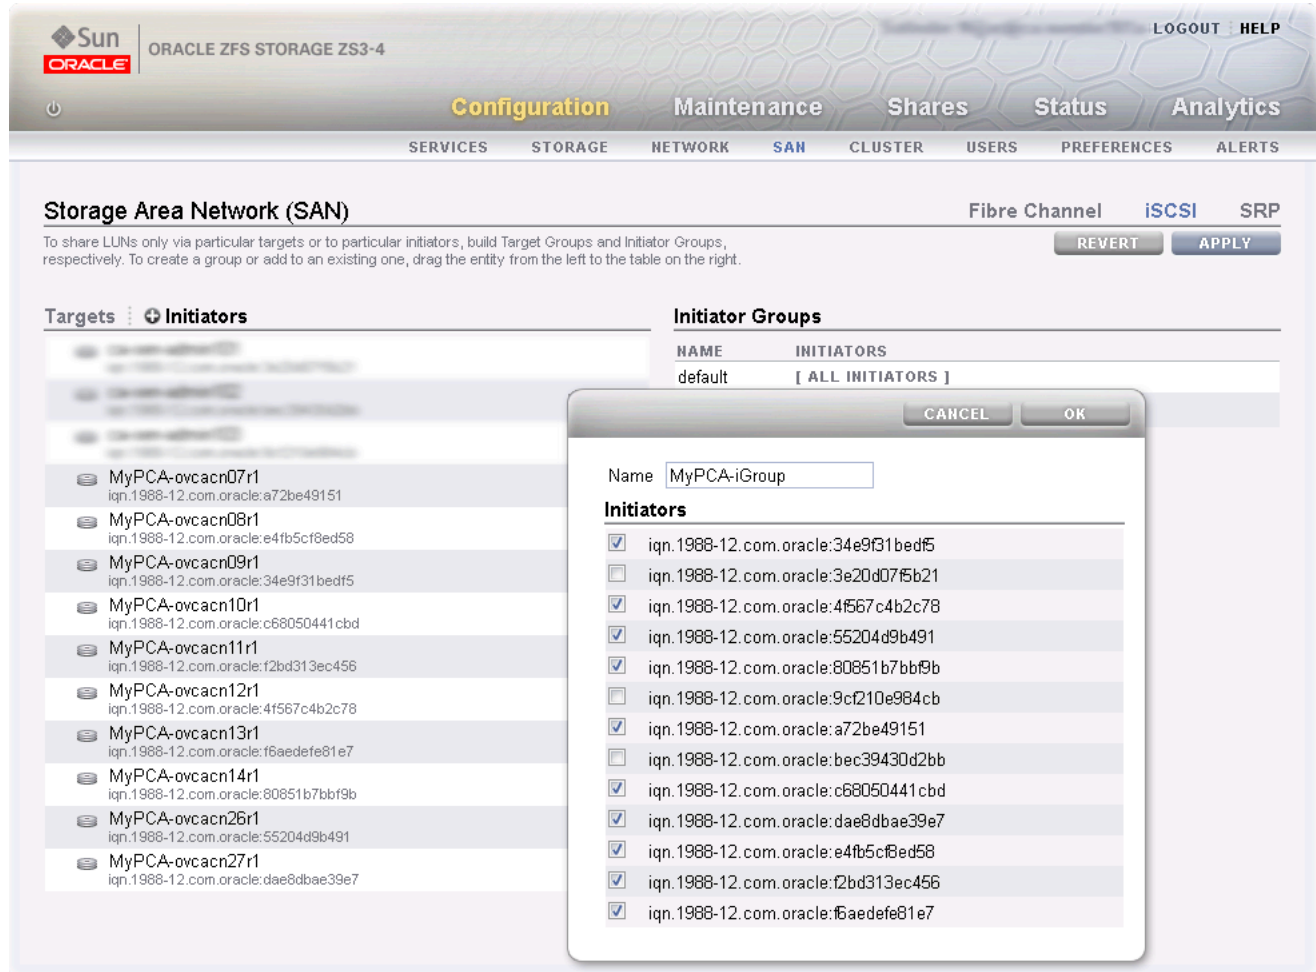 Sun
ORACLE
ORACLE ZFS STORAGE ZS3-4
LOGOUT HELP
Configuration Maintenance Shares Status Analytics
SERVICES STORAGE NETWORK SAN CLUSTER USERS PREFERENCES ALERTS
Storage Area Network (SAN)
Fibre Channel iSCSI SRP
To share LUNs only via particular targets or to particular initiators, build Target Groups and Initiator Groups,
respectively. To create a group or add to an existing one, drag the entity from the left to the table on the right.
REVERT APPLY
Targets Initiators
MyPCA-ovcacn07r1
iqn.1988-12.com.oracle:a72be49151
MyPCA-ovcacn08r1
iqn.1988-12.com.oracle:e4fb5cf8ed58
MyPCA-ovcacn09r1
iqn.1988-12.com.oracle:34e9f31bedf5
MyPCA-ovcacn10r1
iqn.1988-12.com.oracle:c68050441cbd
MyPCA-ovcacn11r1
iqn.1988-12.com.oracle:f2bd313ec456
MyPCA-ovcacn12r1
iqn.1988-12.com.oracle:4f567c4b2c78
MyPCA-ovcacn13r1
iqn.1988-12.com.oracle:f6aedefe81e7
MyPCA-ovcacn14r1
iqn.1988-12.com.oracle:80851b7bbf9b
MyPCA-ovcacn26r1
iqn.1988-12.com.oracle:55204d9b491
MyPCA-ovcacn27r1
iqn.1988-12.com.oracle:dae8dbae39e7
Initiator Groups
NAME INITIATORS
default [ ALL INITIATORS ]
CANCEL OK
Name MyPCA-iGroup
Initiators
iqn.1988-12.com.oracle:34e9f31bedf5
iqn.1988-12.com.oracle:3e20d07f5b21
iqn.1988-12.com.oracle:4f567c4b2c78
iqn.1988-12.com.oracle:55204d9b491
iqn.1988-12.com.oracle:80851b7bbf9b
iqn.1988-12.com.oracle:9cf210e984cb
iqn.1988-12.com.oracle:a72be49151
iqn.1988-12.com.oracle:bec39430d2bb
iqn.1988-12.com.oracle:c68050441cbd
iqn.1988-12.com.oracle:dae8dbae39e7
iqn.1988-12.com.oracle:e4fb5cf8ed58
iqn.1988-12.com.oracle:f2bd313ec456
iqn.1988-12.com.oracle:f6aedefe81e7